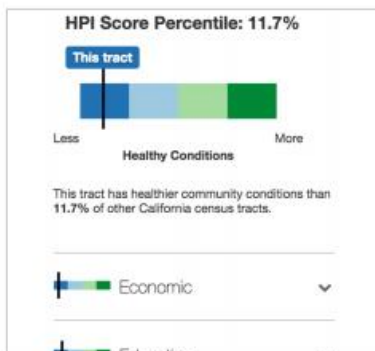 HPI Score Percentile: 11.7%
This tract
Less
More
Healthy Conditions
This tract has healthier community conditions than
11.7% of other California census tracts.
Economic